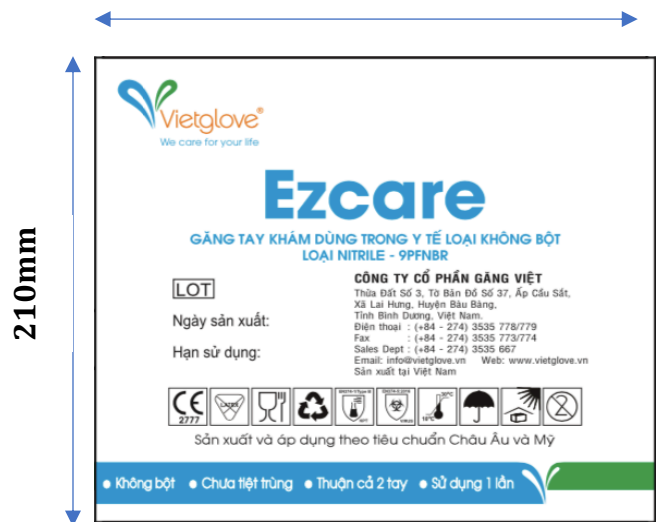 Vietglove®
We care for your life
Ezcare
GĂNG TAY KHÁM DÙNG TRONG Y TẾ LOẠI KHÔNG BỘT
LOẠI NITRILE - 9PFNBR
LOT
Ngày sản xuất:
Hạn sử dụng:
CÔNG TY CỔ PHẦN GĂNG VIỆT
Thửa Đất Số 3, Tờ Bản Đồ Số 37, Ấp Cầu Sắt,
Xã Lai Hưng, Huyện Bàu Bàng,
Tỉnh Bình Dương, Việt Nam.
Điện thoại : (+84 - 274) 3535 778/779
Fax : (+84 - 274) 3535 773/774
Sales Dept : (+84 - 274) 3535 667
Email: info@vietglove.vn Web: www.vietglove.vn
Sản xuất tại Việt Nam
210mm
CE
2777
LATEX
2
Sản xuất và áp dụng theo tiêu chuẩn Châu Âu và Mỹ
• Không bột • Chưa tiệt trùng • Thuận cả 2 tay • Sử dụng 1 lần